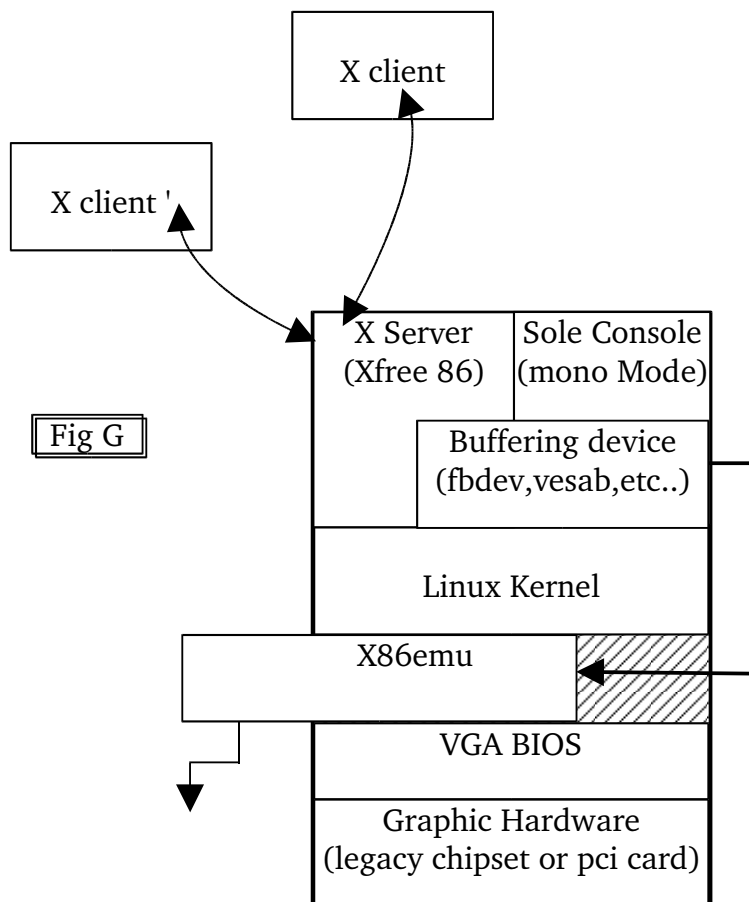 X client
X client '
X Server
(Xfree 86)
Sole Console
(mono Mode)
Fig G
Buffering device
(fbdev,vesab,etc..)
Linux Kernel
X86emu
VGA BIOS
Graphic Hardware
(legacy chipset or pci card)